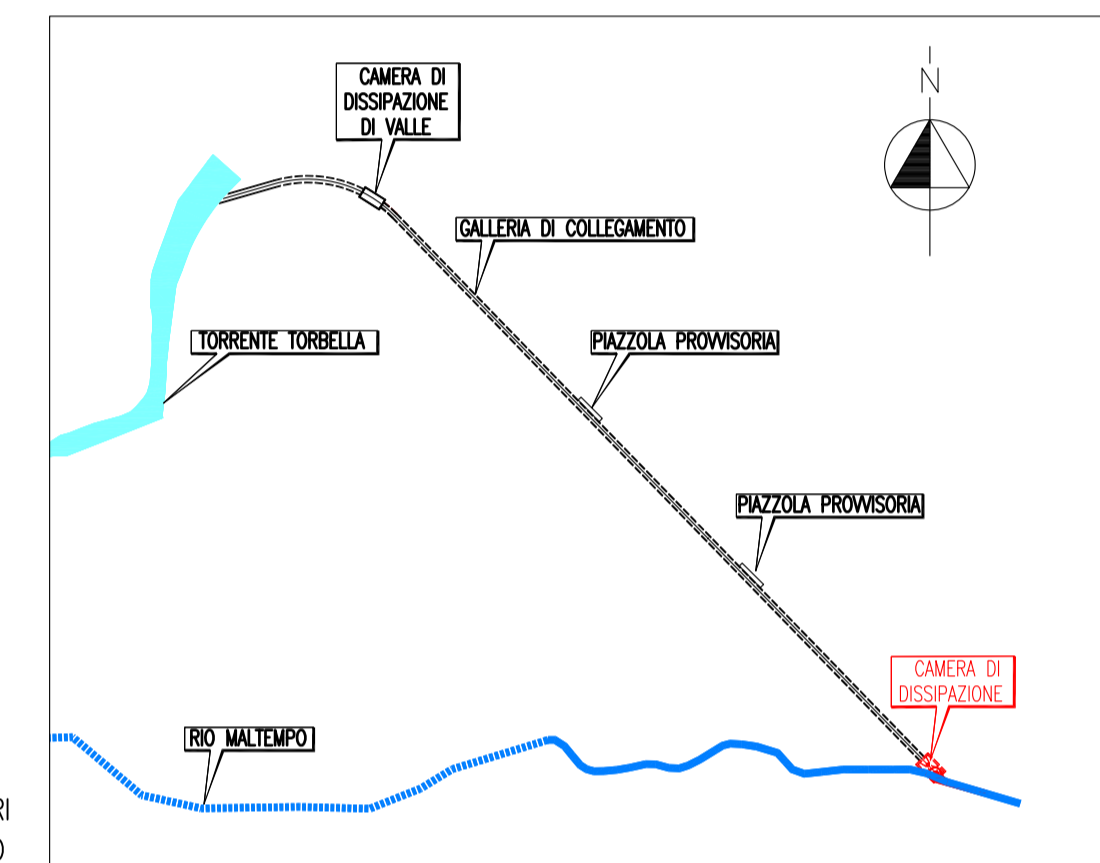 CAMERA DI
DISSIPAZIONE
DI VALLE
N
GALLERIA DI COLLEGAMENTO
TORRENTE TORBELLA
PIAZZOLA PROVVISORIA
PIAZZOLA PROVVISORIA
CAMERA DI
DISSIPAZIONE
RIO MALTEMPO
RI